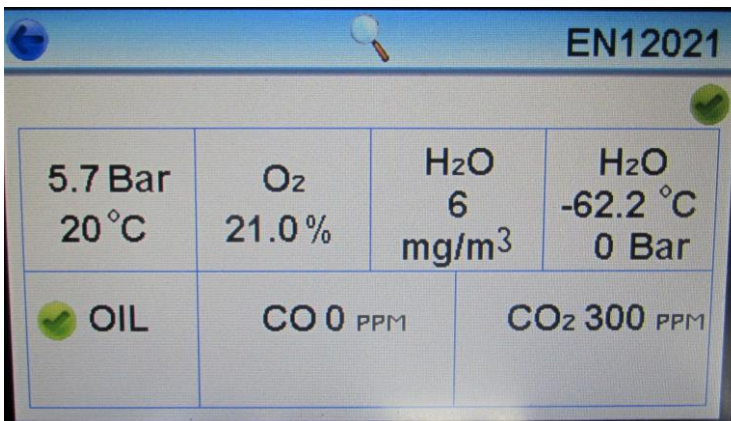 EN12021
5.7 Bar
20°C
O₂
21.0%
H₂O
6
mg/m³
H₂O
-62.2 °C
0 Bar
OIL
CO 0 PPM
CO₂ 300 PPM